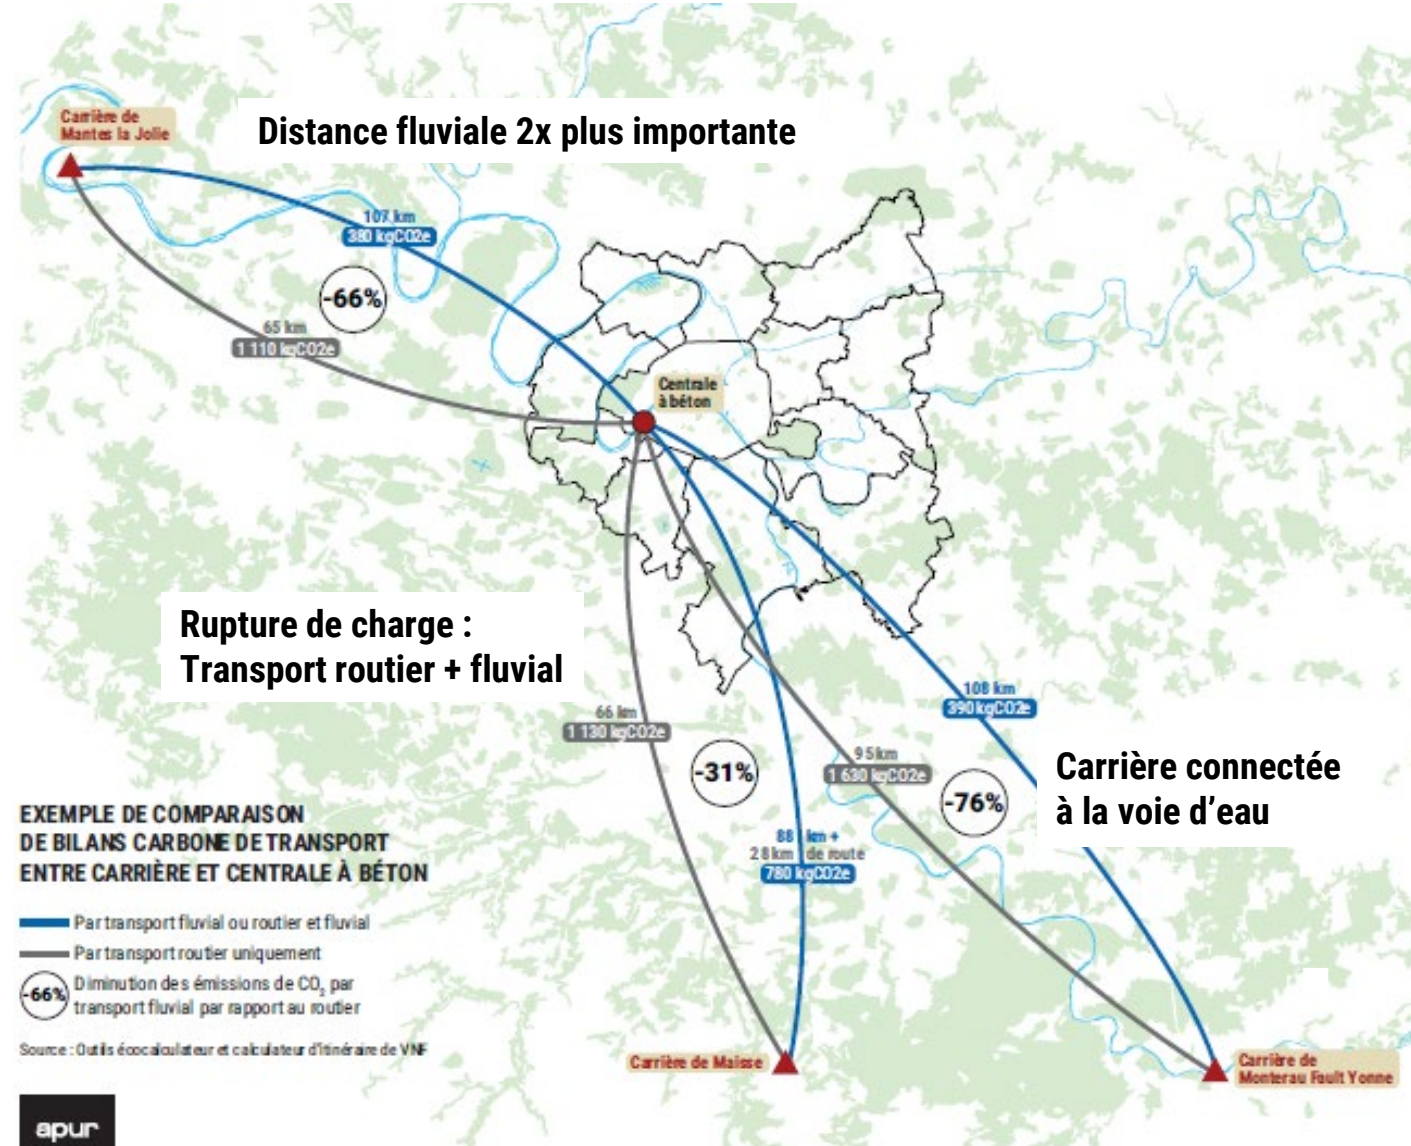 Carrière de
Mantes la Jolie
Distance fluviale 2x plus importante
107 km
380 kgCO2e
-66%
65 km
1 110 kgCO2e
Centrale
à béton
Rupture de charge :
Transport routier + fluvial
66 km
1 130 kgCO2e
-31%
95km
1 630 kgCO2e
108 km
390 kgCO2e
-76%
Carrière connectée
à la voie d’eau
88 km +
28km de route
780 kgCO2e
EXEMPLE DE COMPARAISON
DE BILANS CARBONE DE TRANSPORT
ENTRE CARRIÈRE ET CENTRALE À BÉTON
Par transport fluvial ou routier et fluvial
Par transport routier uniquement
-66%
Diminution des émissions de CO₂ par
transport fluvial par rapport au routier
Source : Outils écocalculateur et calculateur d'itinéraire de VNF
Carrière de Maisse
Carrière de
Monterau Fault Yonne
apur